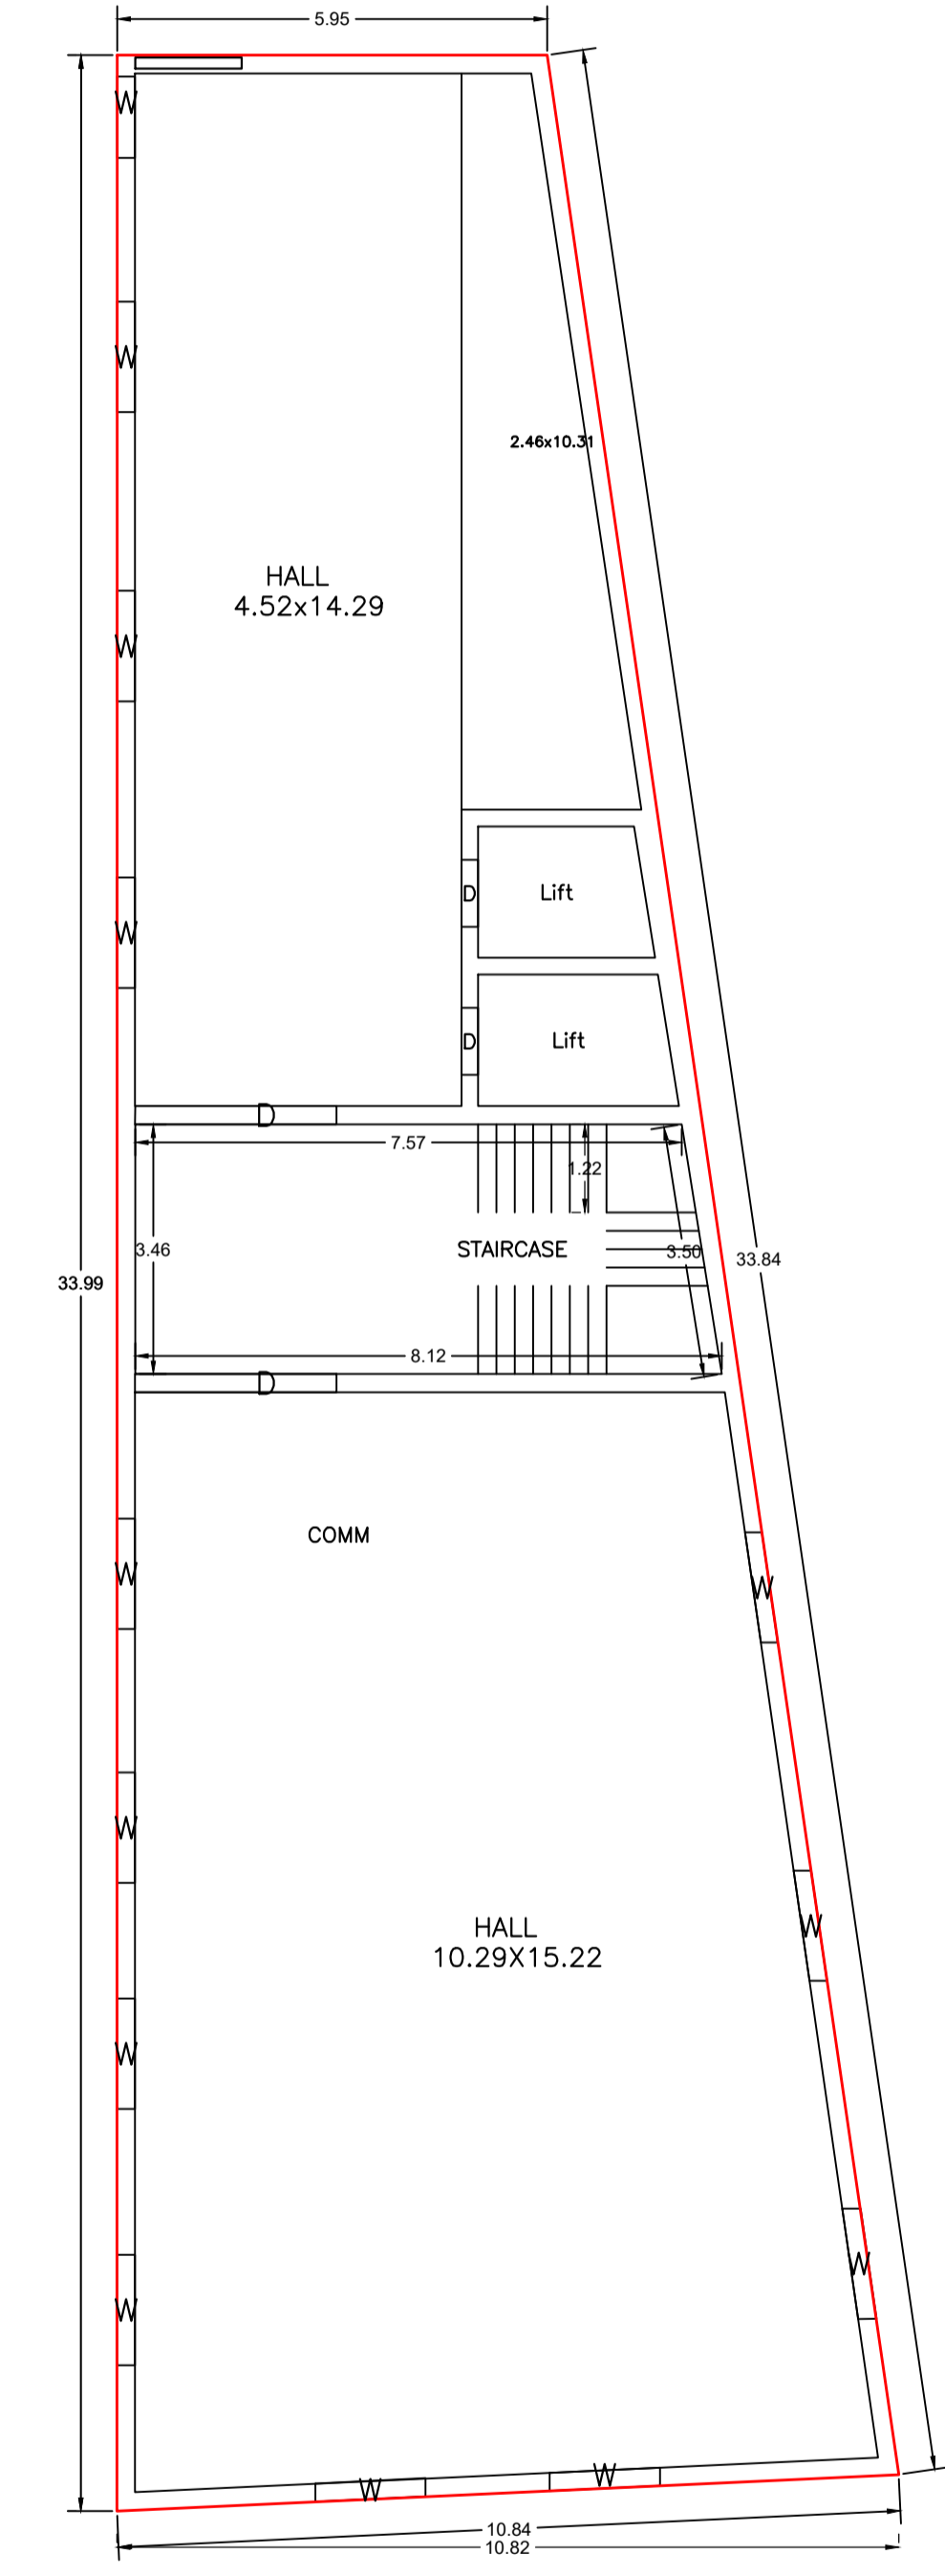 5.95
W
W
2.46x10.31
HALL
4.52x14.29
W
D
Lift
W
D
Lift
D
7.57
1.22
3.46
STAIRCASE
3.50
33.84
33.99
8.12
D
COMM
W
W
W
HALL
10.29X15.22
W
W
W
W
W
W
10.84
10.82